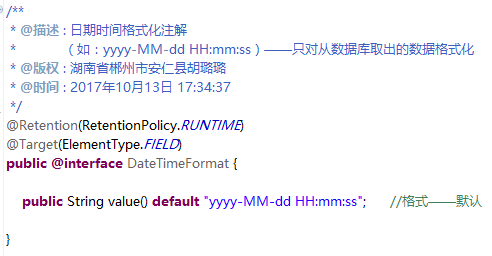 /**
 * @描述 : 日期时间格式化注解
 *           （如：yyyy-MM-dd HH:mm:ss）——只对从数据库取出的数据格式化
 * @版权 : 湖南省郴州市安仁县胡璐璐
 * @时间 : 2017年10月13日 17:34:37
 */
@Retention(RetentionPolicy.RUNTIME)
@Target(ElementType.FIELD)
public @interface DateTimeFormat {
    public String value() default "yyyy-MM-dd HH:mm:ss";    //格式——默认
}